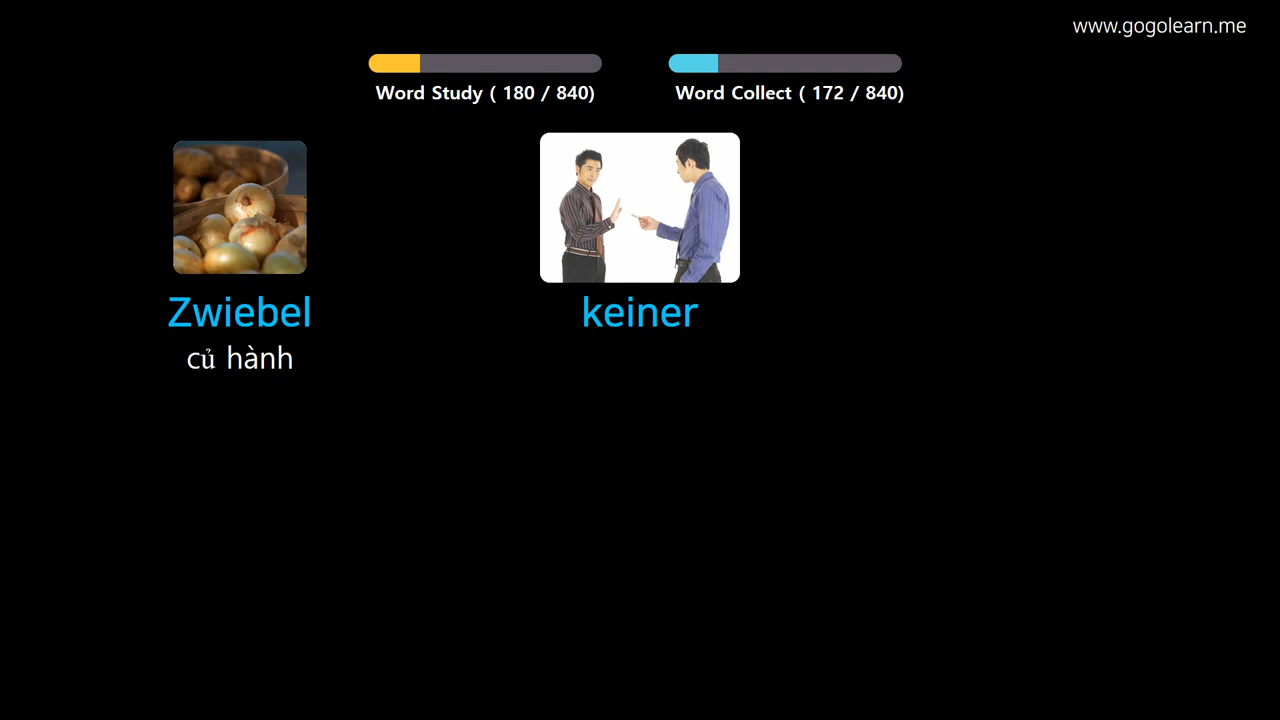 www.gogolearn.me
Word Study ( 180 / 840)
Word Collect ( 172 / 840)
Zwiebel
củ hành
keiner